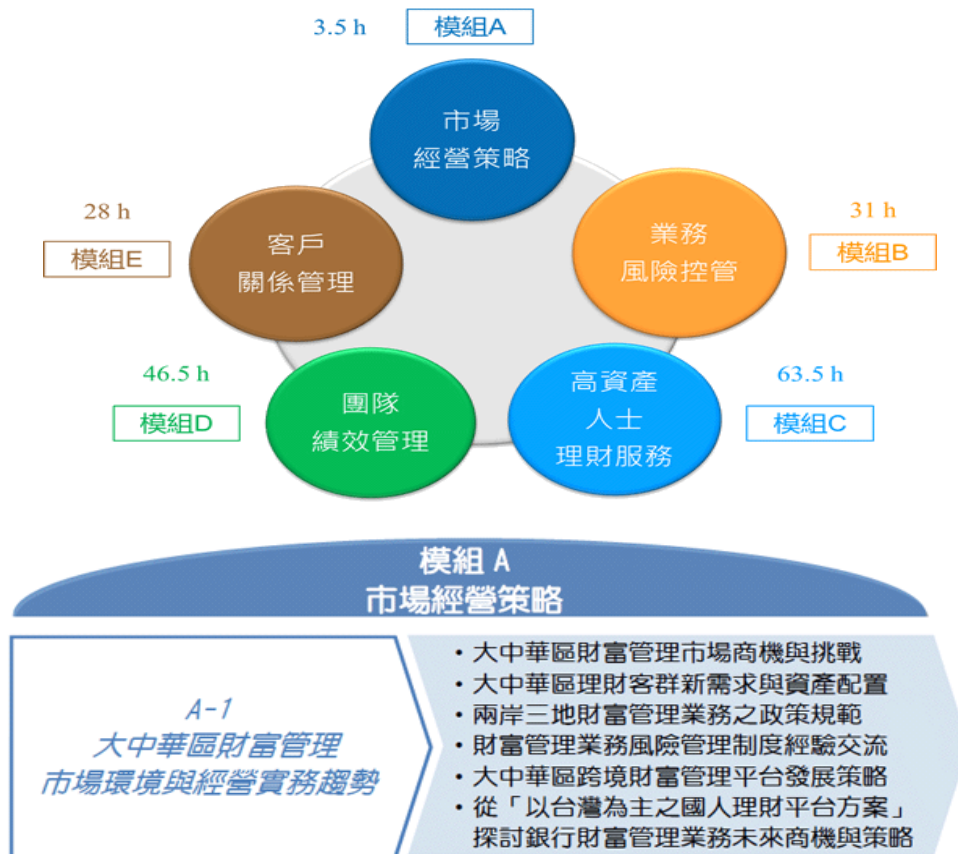 3.5 h
模組A
市場
經營策略
28 h
模組E
客戶
關係管理
31 h
模組B
業務
風險控管
46.5 h
模組D
團隊
績效管理
高資產
人士
理財服務
63.5 h
模組C
模組 A
市場經營策略
A-1
大中華區財富管理
市場環境與經營實務趨勢
•大中華區財富管理市場商機與挑戰
•大中華區理財客群新需求與資產配置
•兩岸三地財富管理業務之政策規範
•財富管理業務風險管理制度經驗交流
•大中華區跨境財富管理平台發展策略
•從「以台灣為主之國人理財平台方案」
探討銀行財富管理業務未來商機與策略